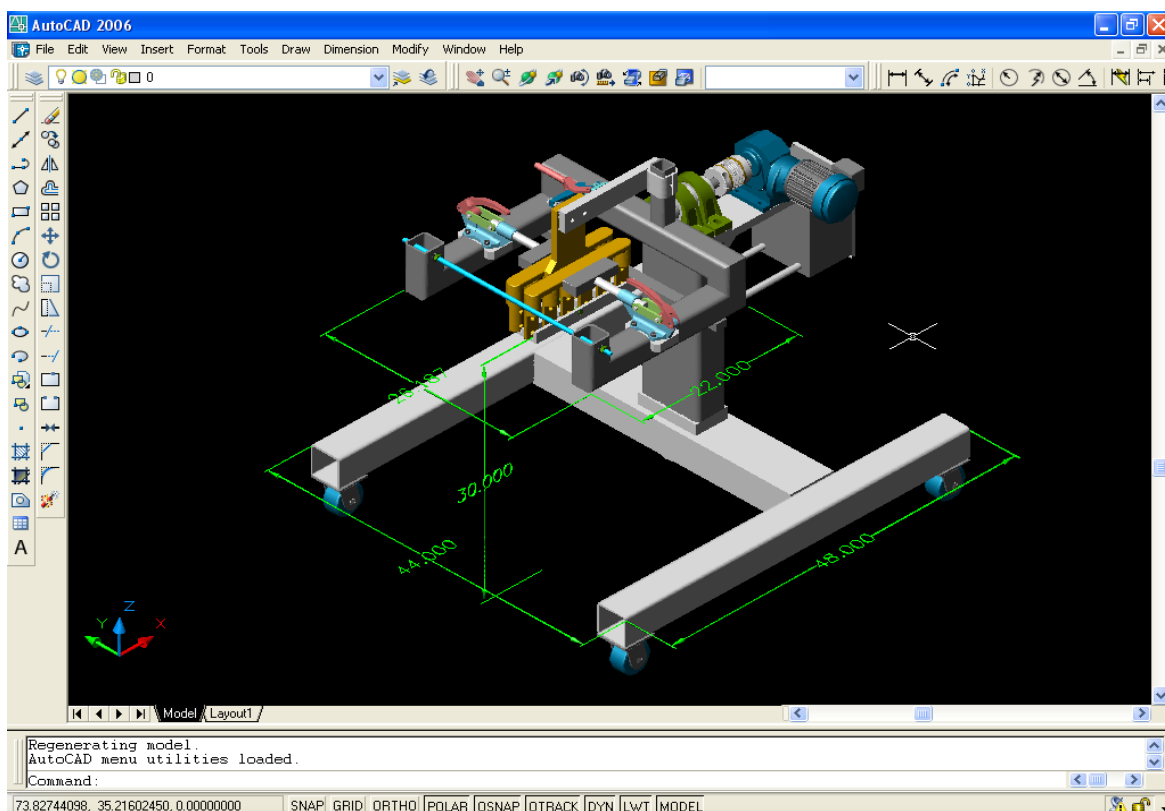 AutoCAD 2006
File Edit View Insert Format Tools Draw Dimension Modify Window Help
0
22.000
30.000
44.000
48.000
Z
Y X
A
Model Layout1
Regenerating model.
AutoCAD menu utilities loaded.
Command:
73.82744098, 35.21602450, 0.00000000 SNAP GRID ORTHO POLAR OSNAP OTRACK DYN LWT MODEL